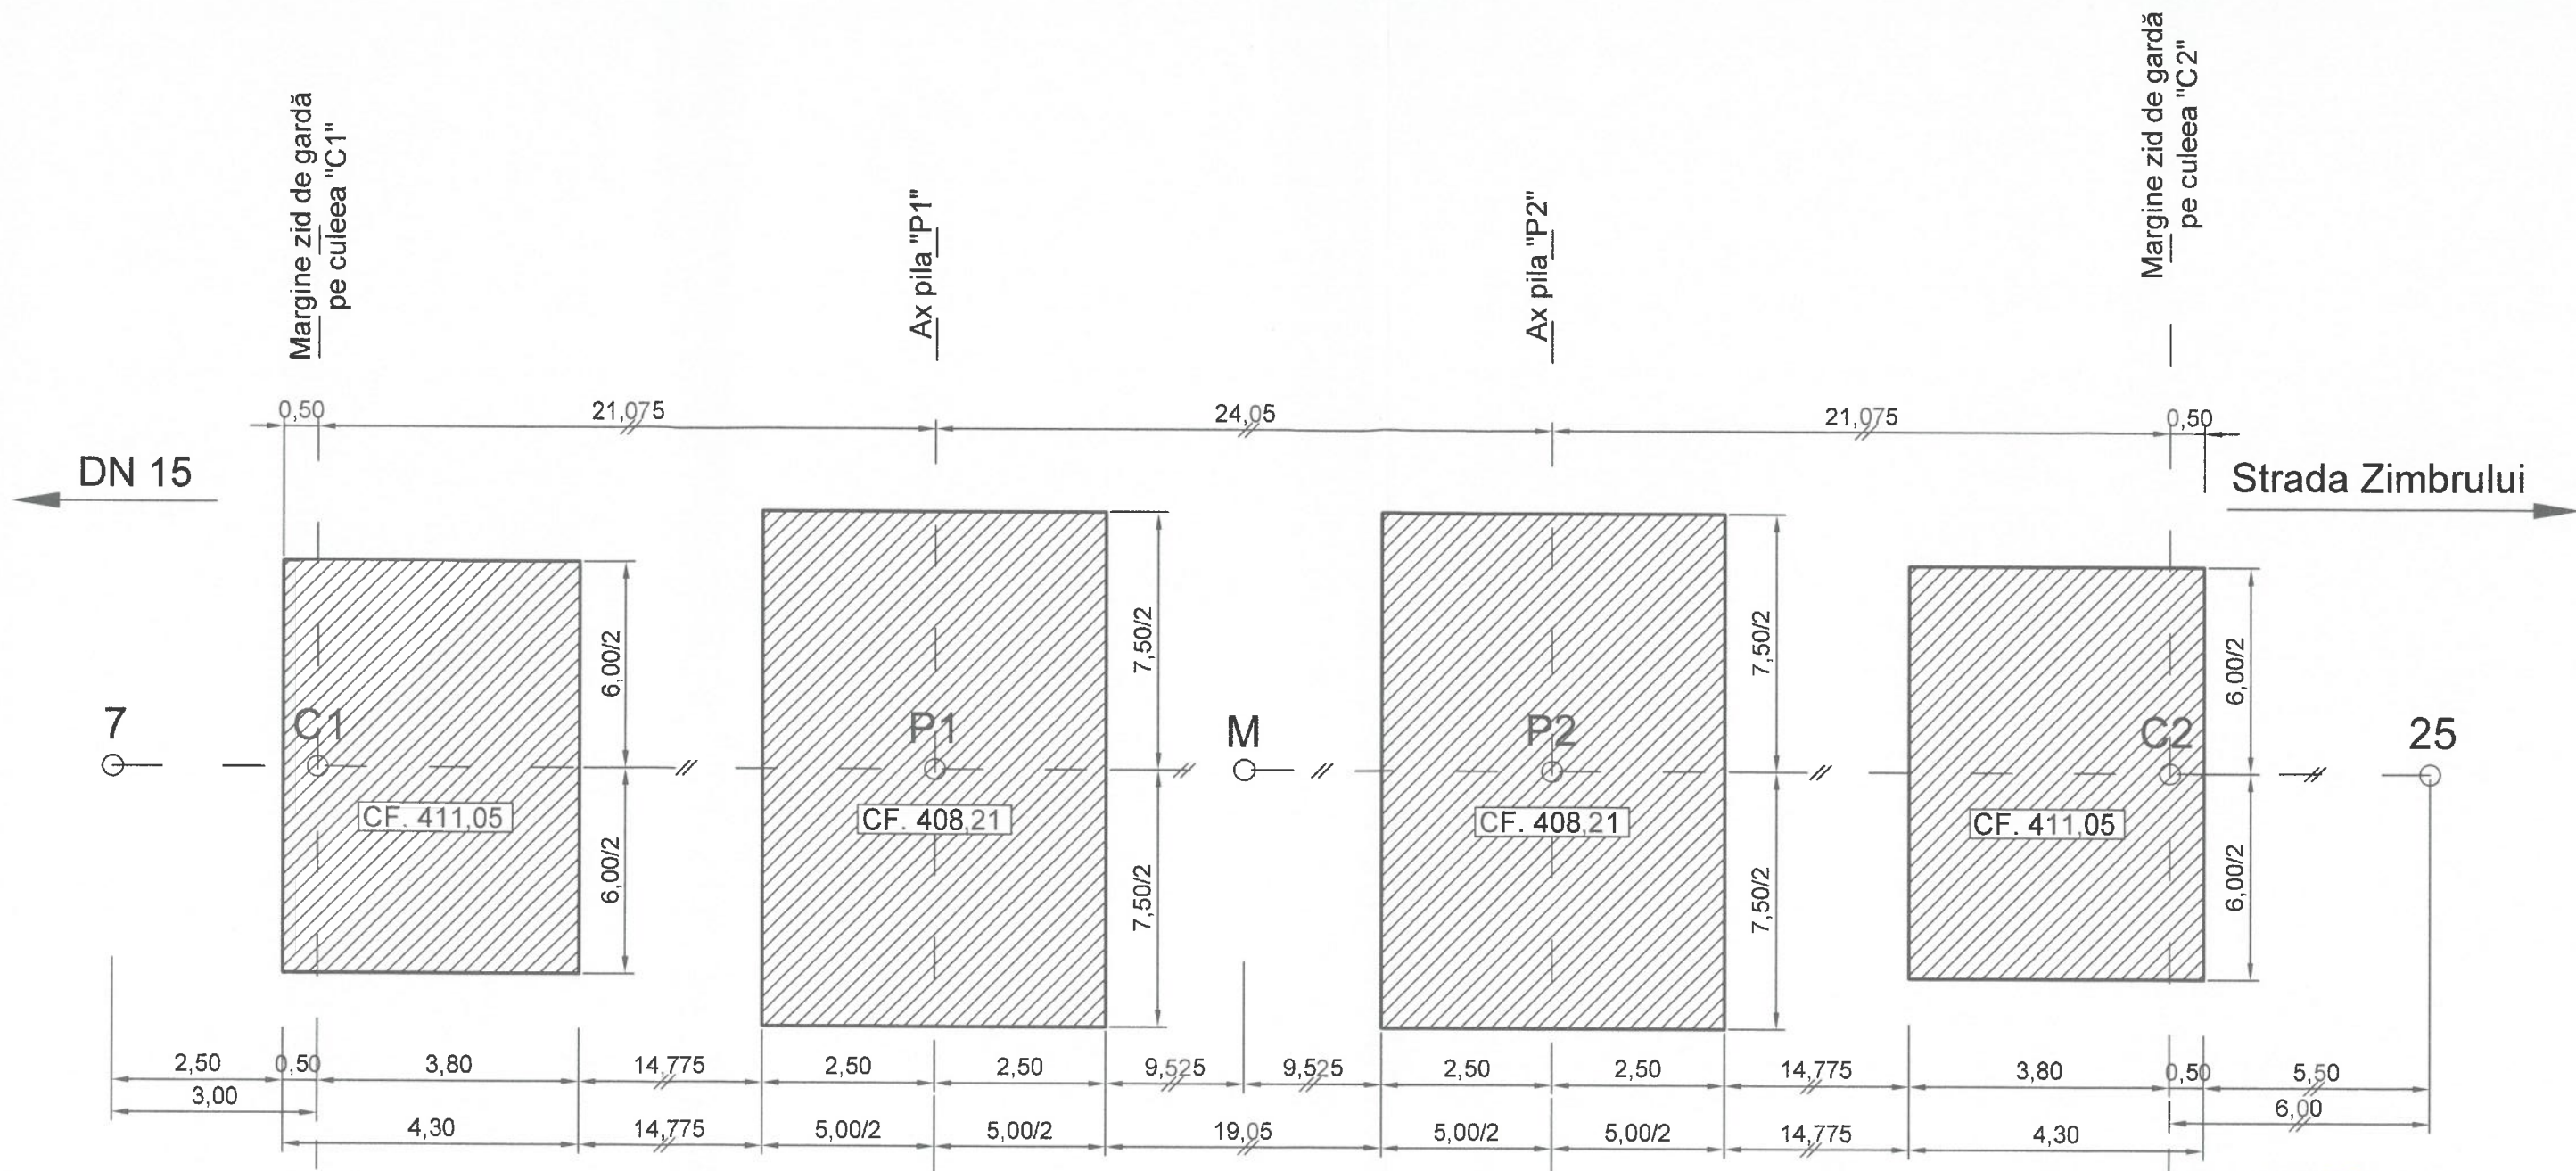 Margine zid de gardă
pe culeea "C1"
Ax pila "P1"
Ax pila "P2"
Margine zid de gardă
pe culeea "C2"
0,50
21,075
24,05
21,075
0,50
DN 15
Strada Zimbrului
6,00/2
7,50/2
7,50/2
6,00/2
7
C1
P1
M
P2
C2
25
CF. 411,05
CF. 408,21
CF. 408,21
CF. 411,05
6,00/2
7,50/2
7,50/2
6,00/2
2,50
0,50
3,80
14,775
2,50
2,50
9,525
9,525
2,50
2,50
14,775
3,80
0,50
5,50
3,00
6,00
4,30
14,775
5,00/2
5,00/2
19,05
5,00/2
5,00/2
14,775
4,30